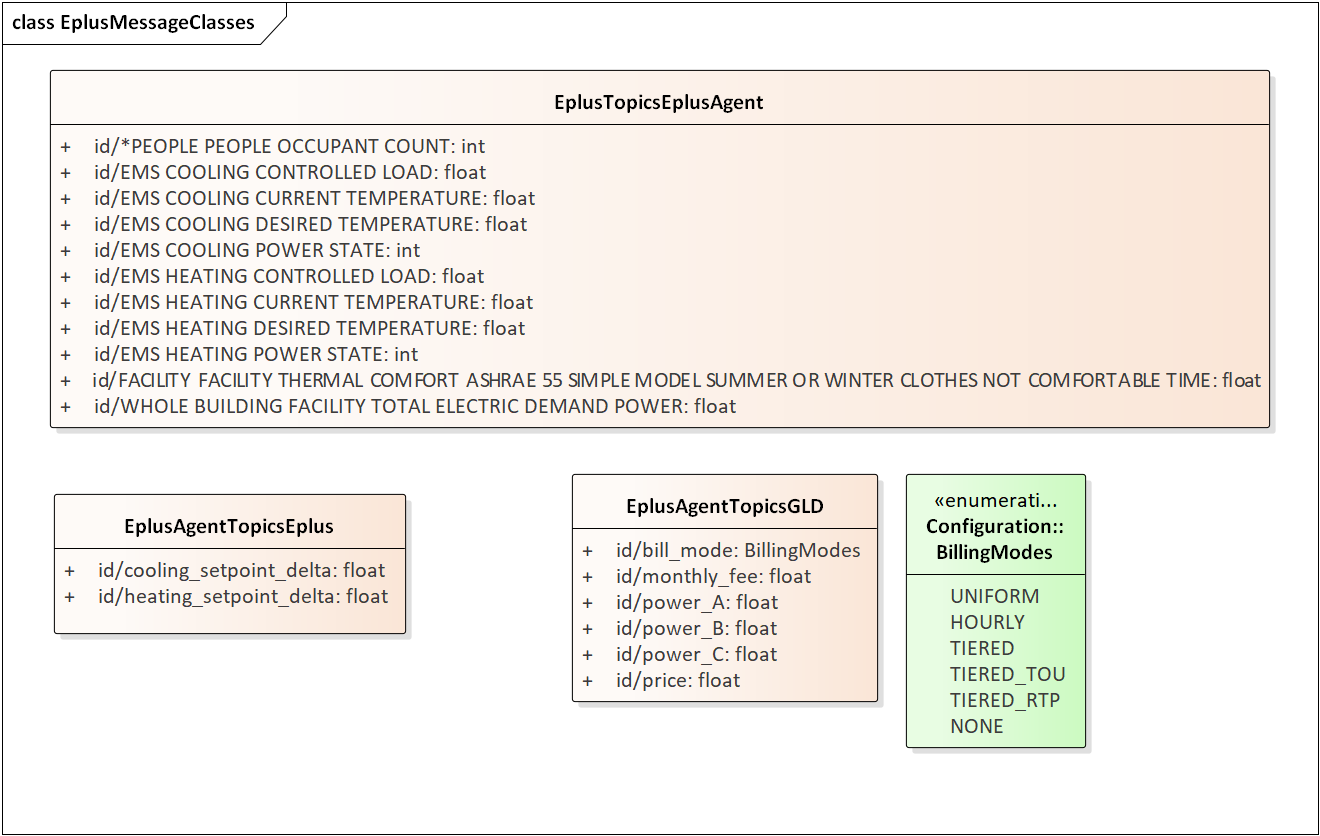 class EplusMessageClasses
EplusTopicsEplusAgent
+ id/*PEOPLE PEOPLE OCCUPANT COUNT: int
+ id/EMS COOLING CONTROLLED LOAD: float
+ id/EMS COOLING CURRENT TEMPERATURE: float
+ id/EMS COOLING DESIRED TEMPERATURE: float
+ id/EMS COOLING POWER STATE: int
+ id/EMS HEATING CONTROLLED LOAD: float
+ id/EMS HEATING CURRENT TEMPERATURE: float
+ id/EMS HEATING DESIRED TEMPERATURE: float
+ id/EMS HEATING POWER STATE: int
+ id/FACILITY FACILITY THERMAL COMFORT ASHRAE 55 SIMPLE MODEL SUMMER OR WINTER CLOTHES NOT COMFORTABLE TIME: float
+ id/WHOLE BUILDING FACILITY TOTAL ELECTRIC DEMAND POWER: float
EplusAgentTopicsEplus
+ id/cooling_setpoint_delta: float
+ id/heating_setpoint_delta: float
EplusAgentTopicsGLD
+ id/bill_mode: BillingModes
+ id/monthly_fee: float
+ id/power_A: float
+ id/power_B: float
+ id/power_C: float
+ id/price: float
«enumerati...
Configuration::
BillingModes
UNIFORM
HOURLY
TIERED
TIERED_TOU
TIERED_RTP
NONE